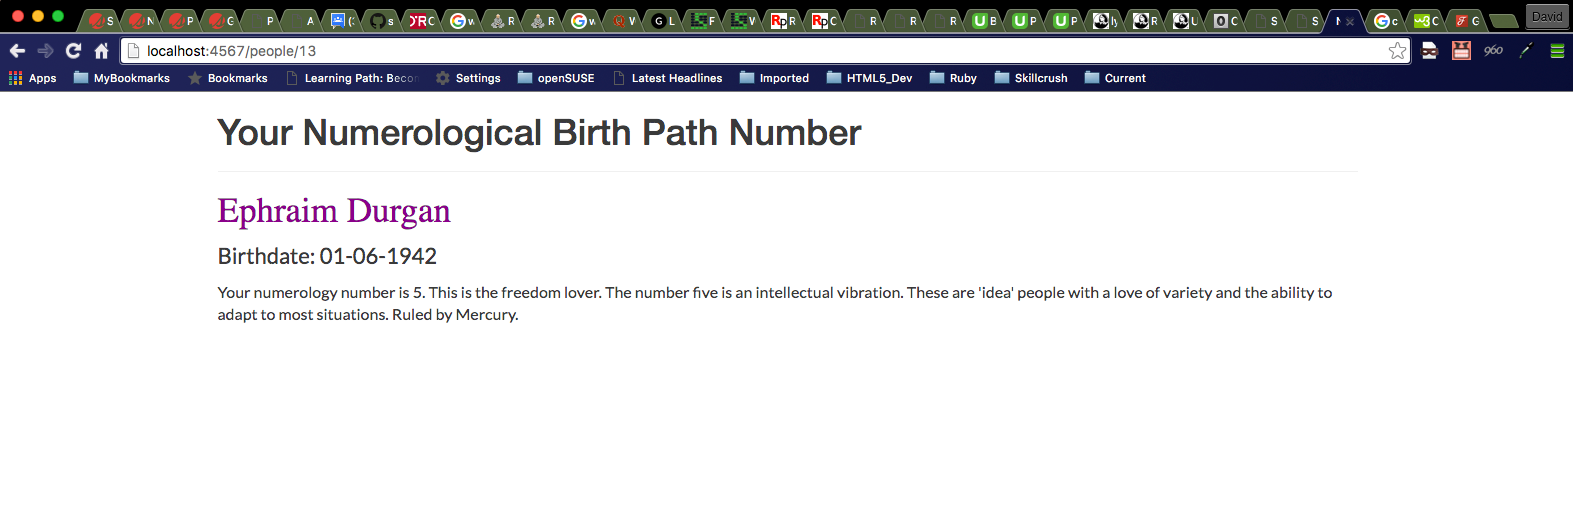 S N P G P A (: s C w R R w W L F W R C R R R B P P ly R U C S S N c C G David
localhost:4567/people/13 960
Apps MyBookmarks Bookmarks Learning Path: Becon Settings openSUSE Latest Headlines Imported HTML5_Dev Ruby Skillcrush Current
Your Numerological Birth Path Number
Ephraim Durgan
Birthdate: 01-06-1942
Your numerology number is 5. This is the freedom lover. The number five is an intellectual vibration. These are 'idea' people with a love of variety and the ability to
adapt to most situations. Ruled by Mercury.